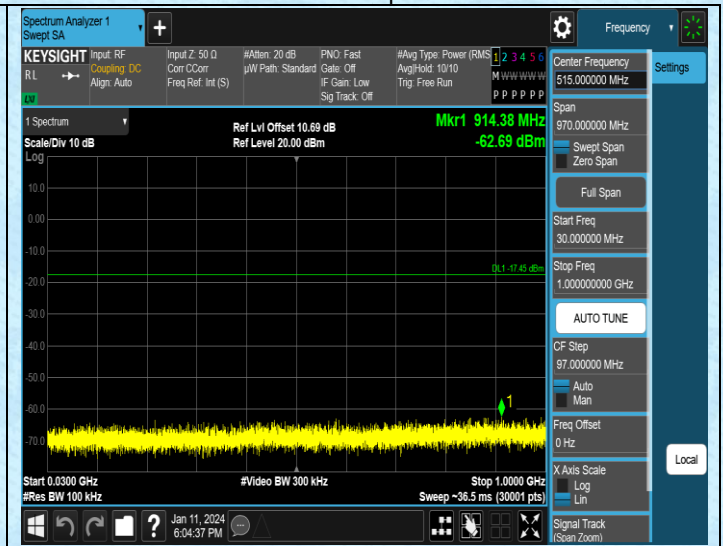 Spectrum Analyzer 1
Swept SA
+
Frequency
KEYSIGHT
RL
Input: RF
Coupling: DC
Align: Auto
Input Z: 50 Ω
Corr CCorr
Freq Ref: Int (S)
#Atten: 20 dB
µW Path: Standard
PNO: Fast
Gate: Off
IF Gain: Low
Sig Track: Off
#Avg Type: Power (RMS
Avg|Hold: 10/10
Trig: Free Run
1 2 3 4 5 6
M W W W W W
P P P P P P
1 Spectrum
Scale/Div 10 dB
Ref Lvl Offset 10.69 dB
Ref Level 20.00 dBm
Mkr1 914.38 MHz
-62.69 dBm
Log
10.0
0.00
-10.0
-20.0
-30.0
-40.0
-50.0
-60.0
-70.0
DL1 -17.45 dBm
1
Start 0.0300 GHz
#Res BW 100 kHz
#Video BW 300 kHz
Stop 1.0000 GHz
Sweep ~36.5 ms (30001 pts)
Jan 11, 2024
6:04:37 PM
?
Center Frequency
515.000000 MHz
Settings
Span
970.000000 MHz
Swept Span
Zero Span
Full Span
Start Freq
30.000000 MHz
Stop Freq
1.000000000 GHz
AUTO TUNE
CF Step
97.000000 MHz
Auto
Man
Freq Offset
0 Hz
X Axis Scale
Log
Lin
Local
Signal Track
(Span Zoom)